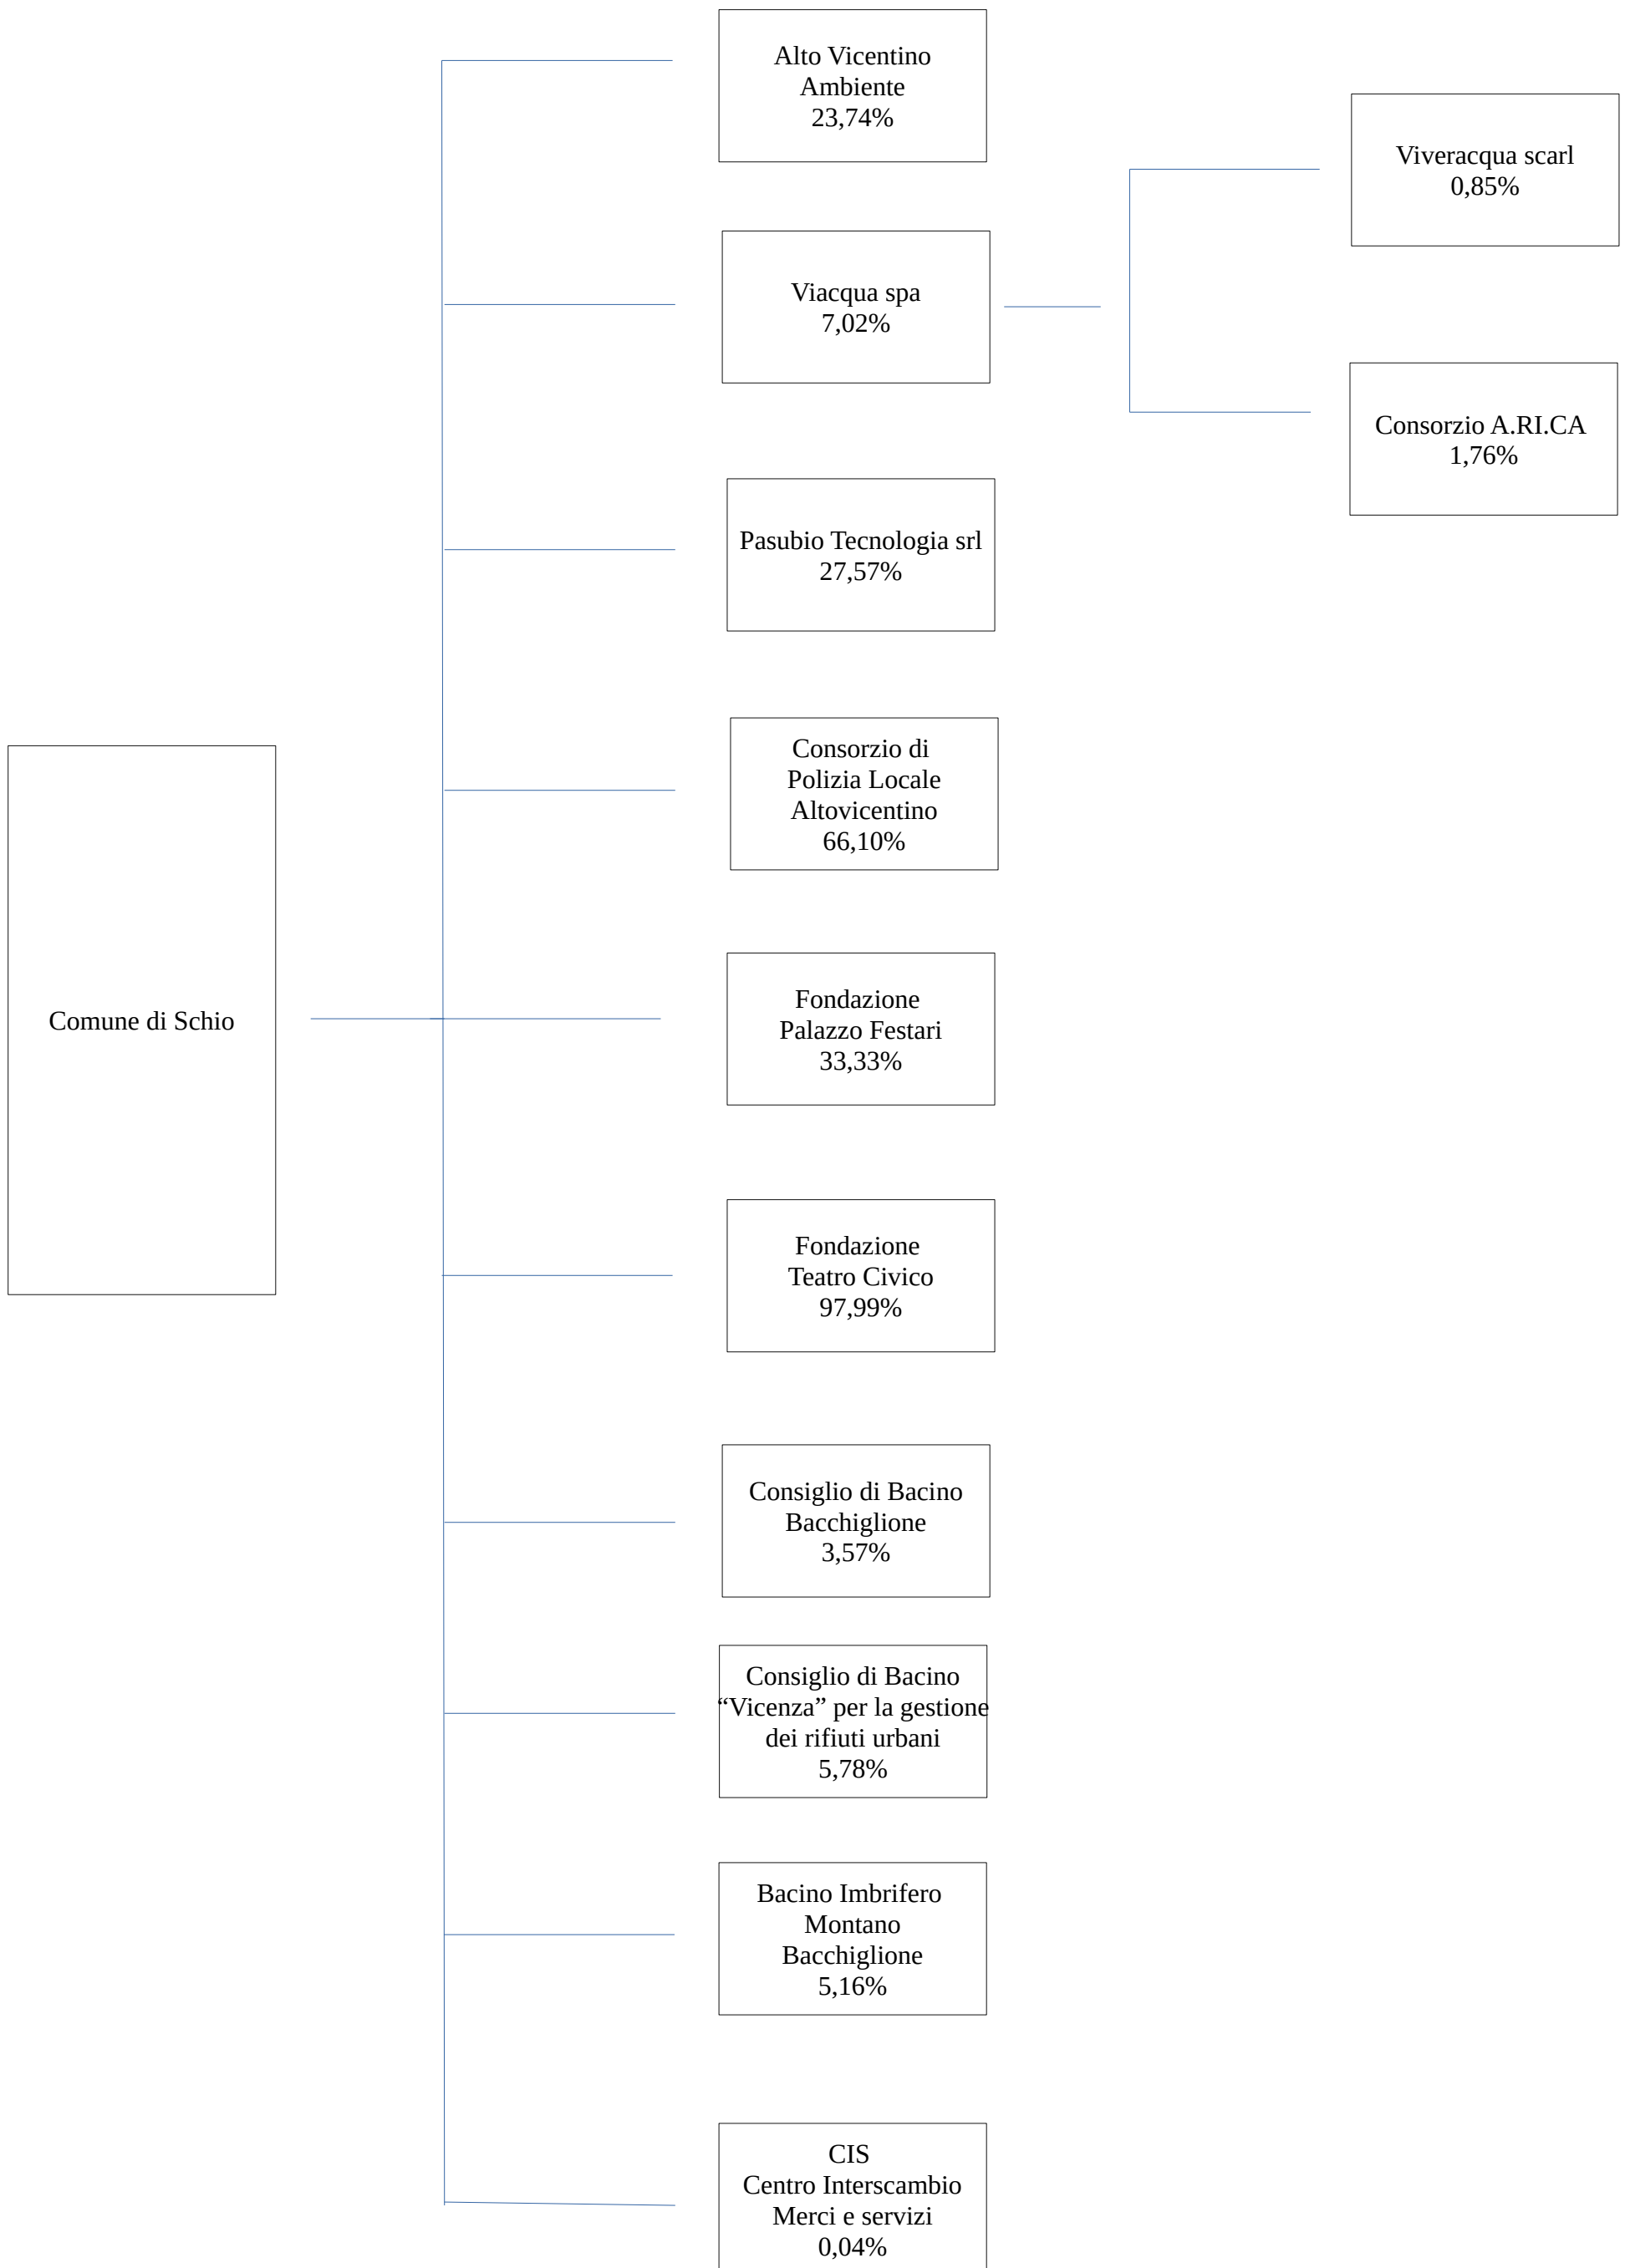 Comune di Schio
Alto Vicentino
Ambiente
23,74%
Viacqua spa
7,02%
Viveracqua scarl
0,85%
Consorzio A.RI.CA
1,76%
Pasubio Tecnologia srl
27,57%
Consorzio di
Polizia Locale
Altovicentino
66,10%
Fondazione
Palazzo Festari
33,33%
Fondazione
Teatro Civico
97,99%
Consiglio di Bacino
Bacchiglione
3,57%
Consiglio di Bacino
“Vicenza” per la gestione
dei rifiuti urbani
5,78%
Bacino Imbrifero
Montano
Bacchiglione
5,16%
CIS
Centro Interscambio
Merci e servizi
0,04%